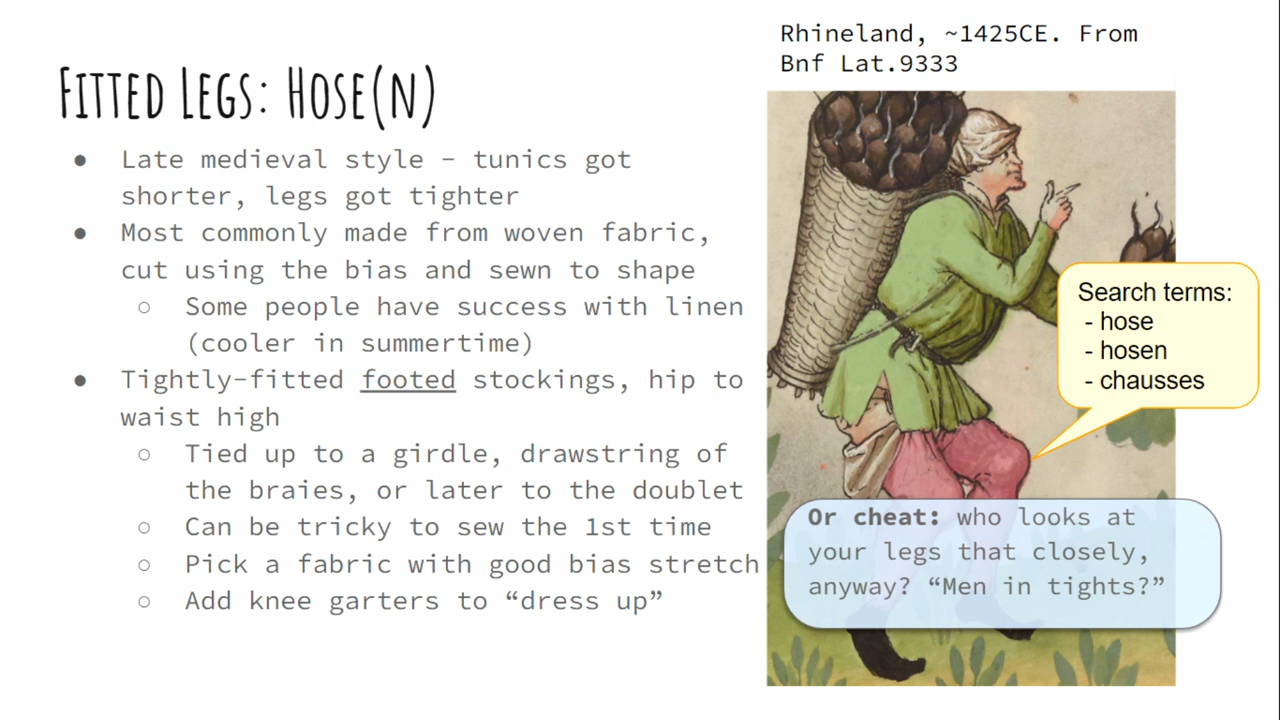 Rhineland, ~1425CE. From
Bnf Lat.9333
Fitted Legs: Hose(n)
● Late medieval style – tunics got
shorter, legs got tighter
● Most commonly made from woven fabric,
cut using the bias and sewn to shape
○ Some people have success with linen
(cooler in summertime)
● Tightly-fitted footed stockings, hip to
waist high
○ Tied up to a girdle, drawstring of
the braies, or later to the doublet
○ Can be tricky to sew the 1st time
○ Pick a fabric with good bias stretch
○ Add knee garters to “dress up”
Search terms:
- hose
- hosen
- chausses
Or cheat: who looks at
your legs that closely,
anyway? “Men in tights?”